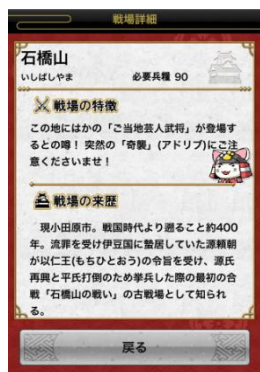 戦場詳細
石橋山
いしばしやま 必要兵糧 90
戦場の特徴
この地にはかの「ご当地芸人武将」が登場す
るとの噂！ 突然の「奇襲」(アドリブ)にご注
意くださいませ！
戦場の来歴
現小田原市。戦国時代より遡ること約400
年。流罪を受け伊豆国に蟄居していた源頼朝
が以仁王(もちひとおう)の令旨を受け、源氏
再興と平氏打倒のため挙兵した際の最初の合
戦「石橋山の戦い」の古戦場として知られ
る。
戻る